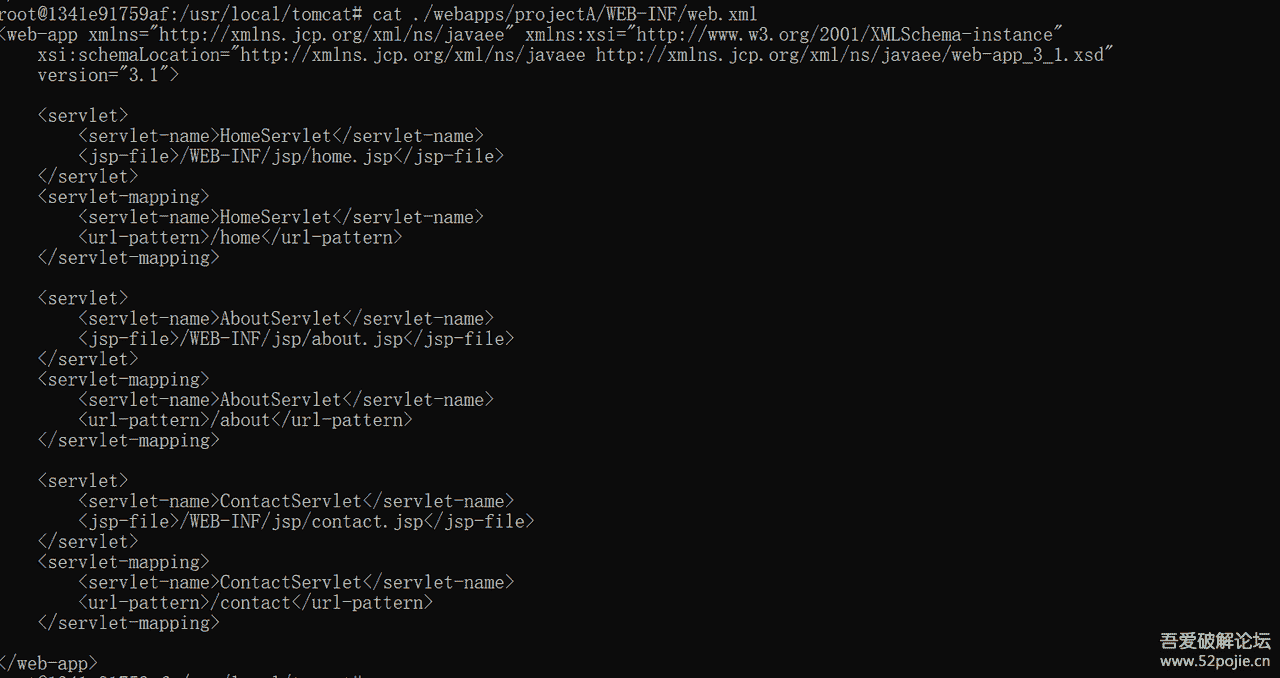 root@1341e91759af:/usr/local/tomcat# cat ./webapps/projectA/WEB-INF/web.xml
<web-app xmlns="http://xmlns.jcp.org/xml/ns/javaee" xmlns:xsi="http://www.w3.org/2001/XMLSchema-instance"
    xsi:schemaLocation="http://xmlns.jcp.org/xml/ns/javaee http://xmlns.jcp.org/xml/ns/javaee/web-app_3_1.xsd"
    version="3.1">

    <servlet>
        <servlet-name>HomeServlet</servlet-name>
        <jsp-file>/WEB-INF/jsp/home.jsp</jsp-file>
    </servlet>
    <servlet-mapping>
        <servlet-name>HomeServlet</servlet-name>
        <url-pattern>/home</url-pattern>
    </servlet-mapping>

    <servlet>
        <servlet-name>AboutServlet</servlet-name>
        <jsp-file>/WEB-INF/jsp/about.jsp</jsp-file>
    </servlet>
    <servlet-mapping>
        <servlet-name>AboutServlet</servlet-name>
        <url-pattern>/about</url-pattern>
    </servlet-mapping>

    <servlet>
        <servlet-name>ContactServlet</servlet-name>
        <jsp-file>/WEB-INF/jsp/contact.jsp</jsp-file>
    </servlet>
    <servlet-mapping>
        <servlet-name>ContactServlet</servlet-name>
        <url-pattern>/contact</url-pattern>
    </servlet-mapping>

</web-app>
吾爱破解论坛
www.52pojie.cn